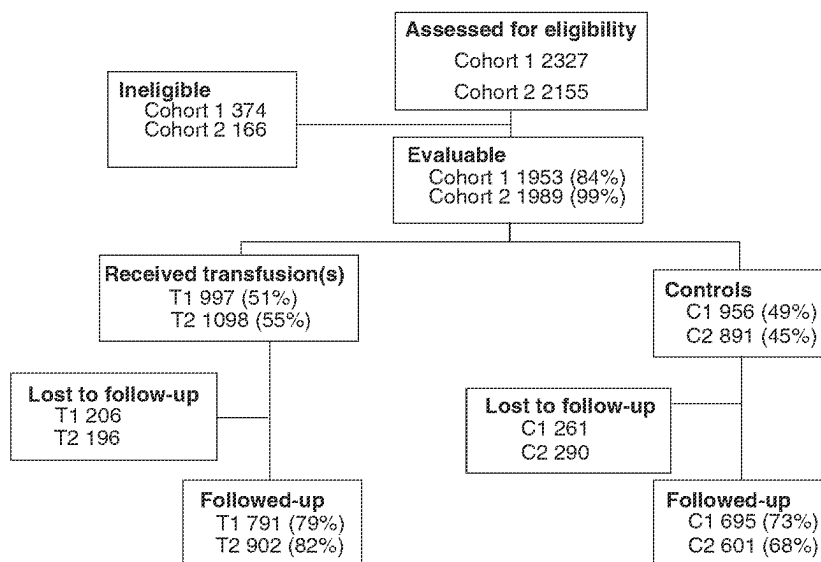 Assessed for eligibility
Cohort 1 2327
Cohort 2 2155
Ineligible
Cohort 1 374
Cohort 2 166
Evaluable
Cohort 1 1953 (84%)
Cohort 2 1989 (99%)
Received transfusion(s)
T1 997 (51%)
T2 1098 (55%)
Controls
C1 956 (49%)
C2 891 (45%)
Lost to follow-up
T1 206
T2 196
Lost to follow-up
C1 261
C2 290
Followed-up
T1 791 (79%)
T2 902 (82%)
Followed-up
C1 695 (73%)
C2 601 (68%)